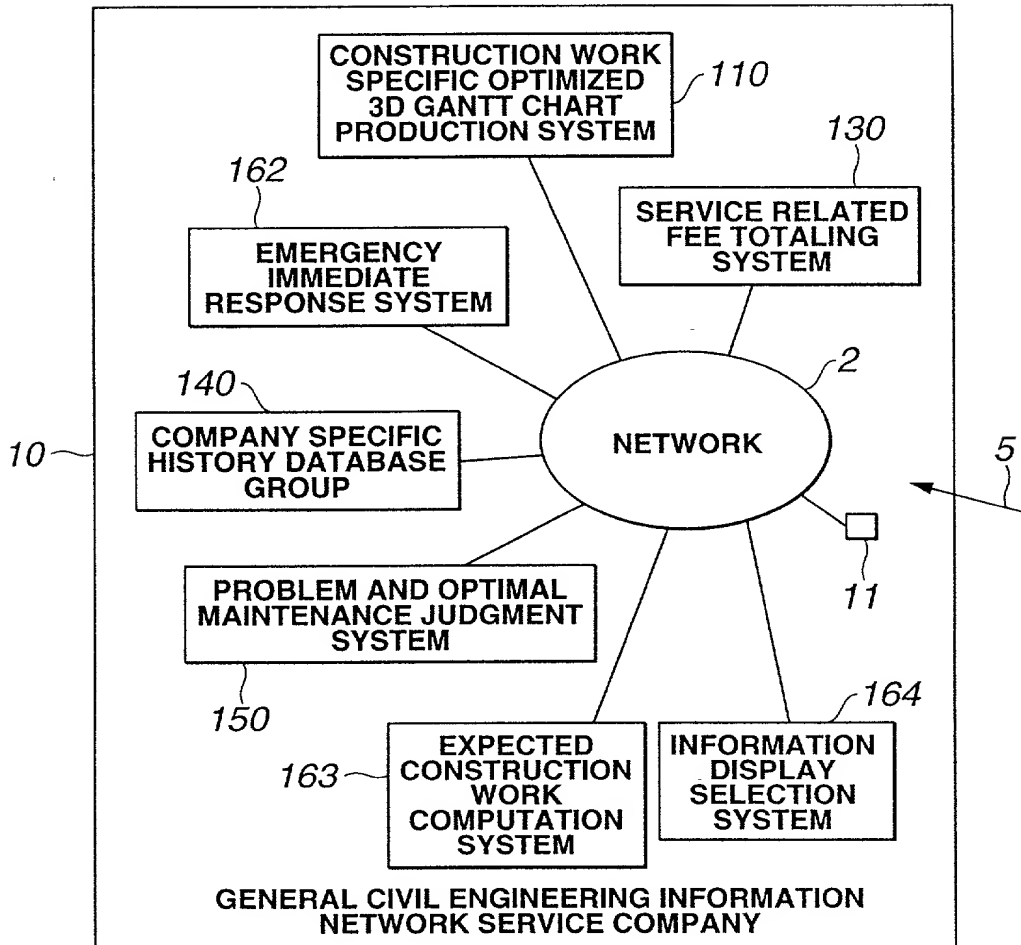 CONSTRUCTION WORK
SPECIFIC OPTIMIZED
3D GANTT CHART
PRODUCTION SYSTEM
110
130
SERVICE RELATED
FEE TOTALING
SYSTEM
162
EMERGENCY
IMMEDIATE
RESPONSE SYSTEM
2
NETWORK
140
COMPANY SPECIFIC
HISTORY DATABASE
GROUP
10
5
11
PROBLEM AND OPTIMAL
MAINTENANCE JUDGMENT
SYSTEM
150
163
EXPECTED
CONSTRUCTION
WORK
COMPUTATION
SYSTEM
164
INFORMATION
DISPLAY
SELECTION
SYSTEM
GENERAL CIVIL ENGINEERING INFORMATION
NETWORK SERVICE COMPANY